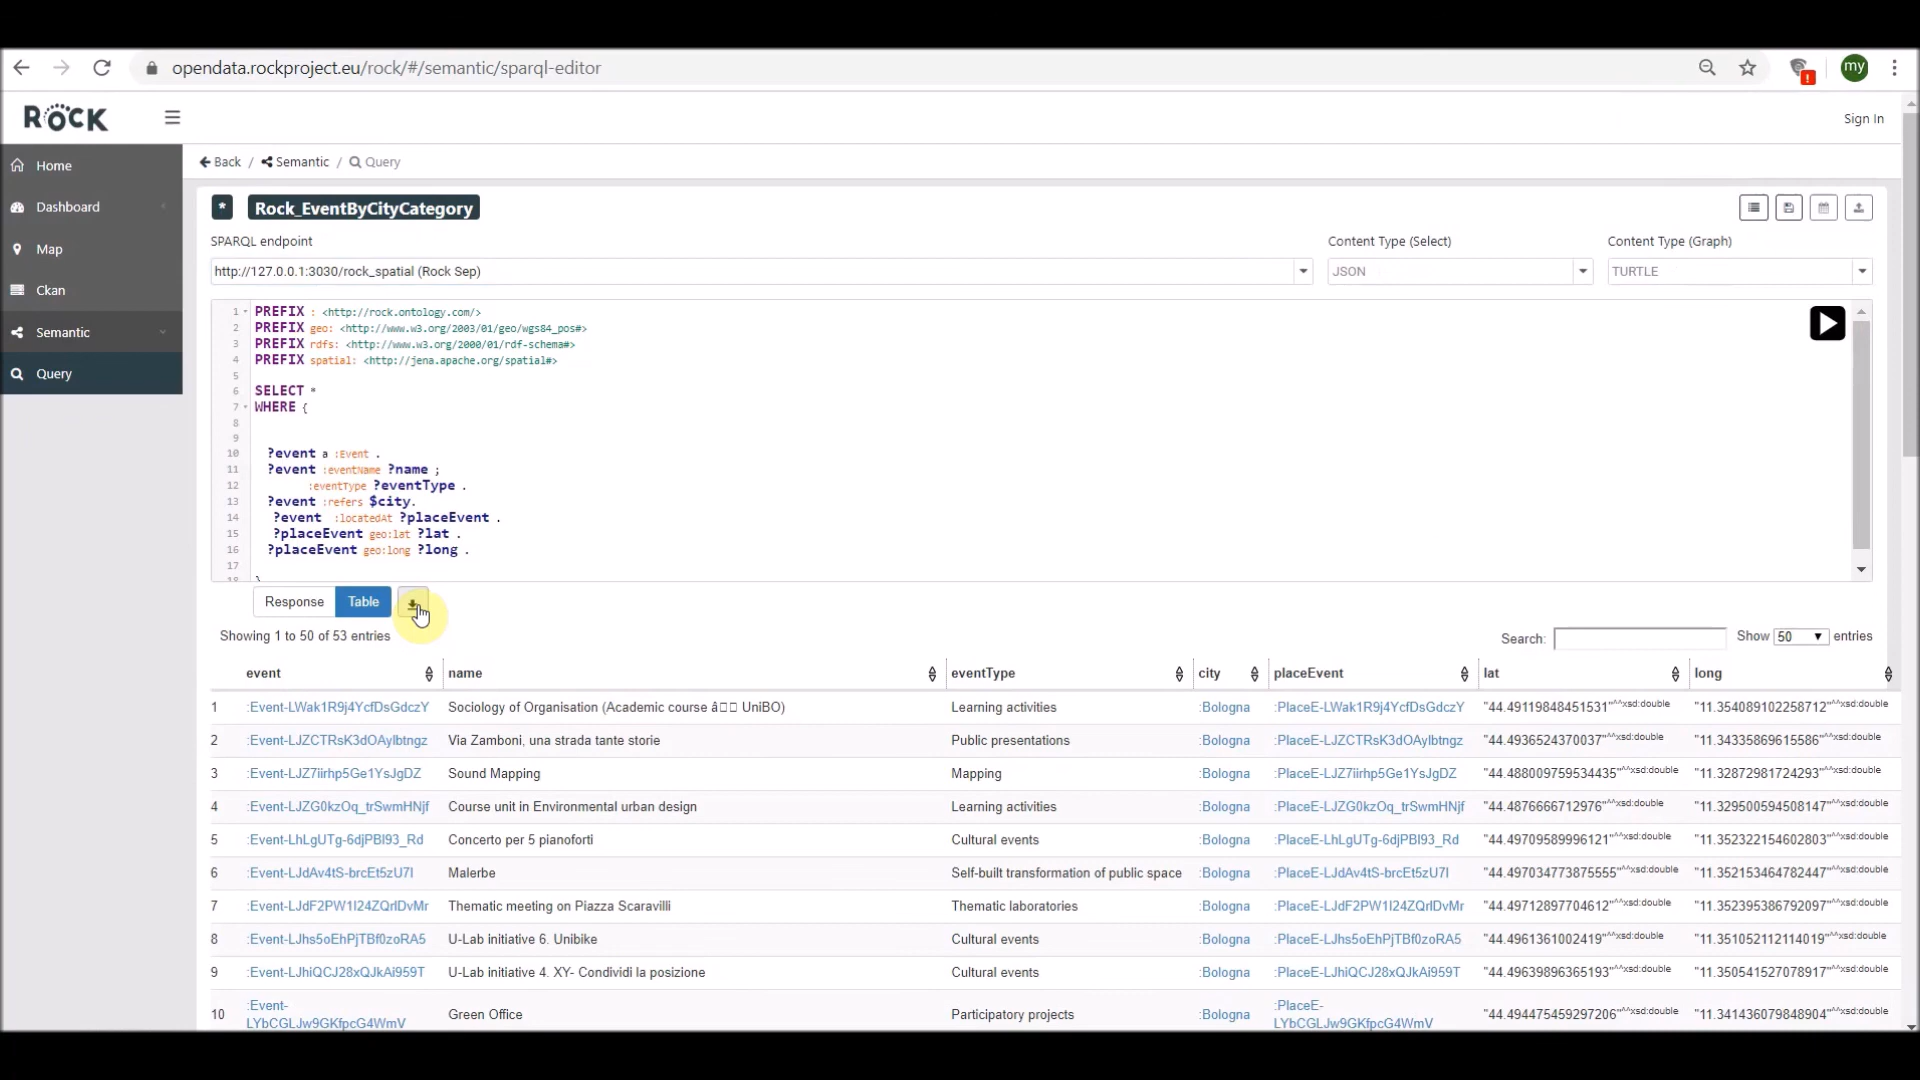 opendata.rockproject.eu/rock/#/semantic/sparql-editor
my
ROCK
Sign In
Home
Dashboard
Map
Ckan
Semantic
Query
Back / Semantic / Query
* Rock_EventByCityCategory
SPARQL endpoint
Content Type (Select)
Content Type (Graph)
http://127.0.0.1:3030/rock_spatial (Rock Sep)
JSON
TURTLE
1 PREFIX : <http://rock.ontology.com/>
2 PREFIX geo: <http://www.w3.org/2003/01/geo/wgs84_pos#>
3 PREFIX rdfs: <http://www.w3.org/2000/01/rdf-schema#>
4 PREFIX spatial: <http://jena.apache.org/spatial#>
5
6 SELECT *
7 WHERE {
8
9
10 ?event a :Event .
11 ?event :eventName ?name ;
12 :eventType ?eventType .
13 ?event :refers $city.
14 ?event :locatedAt ?placeEvent .
15 ?placeEvent geo:lat ?lat .
16 ?placeEvent geo:long ?long .
17
18 }
Response Table
Showing 1 to 50 of 53 entries
Search:
Show 50 entries
event name eventType city placeEvent lat long
1 :Event-LWak1R9j4YcfDsGdczY Sociology of Organisation (Academic course â UniBO) Learning activities :Bologna :PlaceE-LWak1R9j4YcfDsGdczY "44.49119848451531"^^xsd:double "11.354089102258712"^^xsd:double
2 :Event-LJZCTRsK3dOAylbtngz Via Zamboni, una strada tante storie Public presentations :Bologna :PlaceE-LJZCTRsK3dOAylbtngz "44.4936524370037"^^xsd:double "11.34335869615586"^^xsd:double
3 :Event-LJZ7iirhp5Ge1YsJgDZ Sound Mapping Mapping :Bologna :PlaceE-LJZ7iirhp5Ge1YsJgDZ "44.488009759534435"^^xsd:double "11.32872981724293"^^xsd:double
4 :Event-LJZG0kzOq_trSwmHNjf Course unit in Environmental urban design Learning activities :Bologna :PlaceE-LJZG0kzOq_trSwmHNjf "44.4876666712976"^^xsd:double "11.329500594508147"^^xsd:double
5 :Event-LhLgUTg-6djPBl93_Rd Concerto per 5 pianoforti Cultural events :Bologna :PlaceE-LhLgUTg-6djPBl93_Rd "44.49709589996121"^^xsd:double "11.352322154602803"^^xsd:double
6 :Event-LJdAv4tS-brcEt5zU7I Malerbe Self-built transformation of public space :Bologna :PlaceE-LJdAv4tS-brcEt5zU7I "44.497034773875555"^^xsd:double "11.352153464782447"^^xsd:double
7 :Event-LJdF2PW1I24ZQrlDvMr Thematic meeting on Piazza Scaravilli Thematic laboratories :Bologna :PlaceE-LJdF2PW1I24ZQrlDvMr "44.49712897704612"^^xsd:double "11.352395386792097"^^xsd:double
8 :Event-LJhs5oEhPjTBf0zoRA5 U-Lab initiative 6. Unibike Cultural events :Bologna :PlaceE-LJhs5oEhPjTBf0zoRA5 "44.4961361002419"^^xsd:double "11.351052112114019"^^xsd:double
9 :Event-LJhiQCJ28xQJkAi959T U-Lab initiative 4. XY- Condividi la posizione Cultural events :Bologna :PlaceE-LJhiQCJ28xQJkAi959T "44.49639896365193"^^xsd:double "11.350541527078917"^^xsd:double
10 :Event-LYbCGLJw9GKfpcG4WmV Green Office Participatory projects :Bologna :PlaceE-LYbCGLJw9GKfpcG4WmV "44.494475459297206"^^xsd:double "11.341436079848904"^^xsd:double